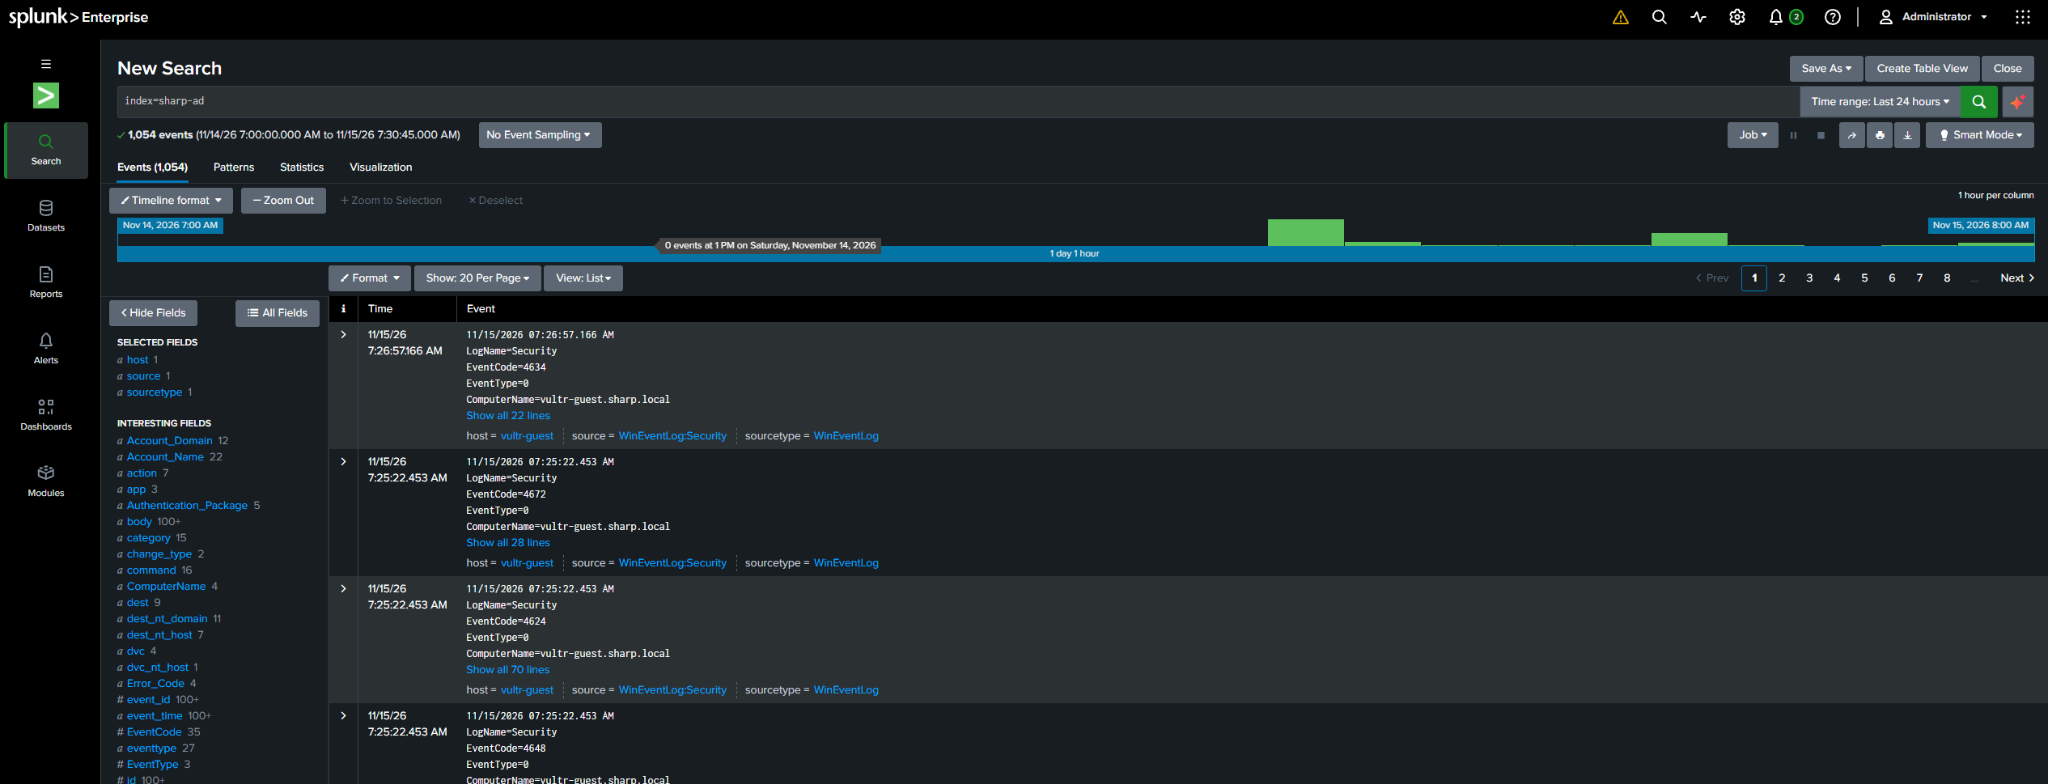 splunk> Enterprise
2
Administrator
New Search
Save As
Create Table View
Close
index=sharp-ad
Time range: Last 24 hours
1,054 events (11/14/26 7:00:00.000 AM to 11/15/26 7:30:45.000 AM)
No Event Sampling
Job
Smart Mode
Search
Events (1,054)
Patterns
Statistics
Visualization
Timeline format
— Zoom Out
+ Zoom to Selection
× Deselect
1 hour per column
Nov 14, 2026 7:00 AM
Nov 15, 2026 8:00 AM
0 events at 1 PM on Saturday, November 14, 2026
1 day 1 hour
Datasets
Reports
Alerts
Dashboards
Modules
Format
Show: 20 Per Page
View: List
< Prev
1
2
3
4
5
6
7
8
...
Next >
< Hide Fields
All Fields
SELECTED FIELDS
a host 1
a source 1
a sourcetype 1
INTERESTING FIELDS
a Account_Domain 12
a Account_Name 22
a action 7
a app 3
a Authentication_Package 5
a body 100+
a category 15
a change_type 2
a command 16
a ComputerName 4
a dest 9
a dest_nt_domain 11
a dest_nt_host 7
a dvc 4
a dvc_nt_host 1
a Error_Code 4
# event_id 100+
a event_time 100+
# EventCode 35
a eventtype 27
# EventType 3
# id 100+
i
Time
Event
11/15/26
7:26:57.166 AM
11/15/2026 07:26:57.166 AM
LogName=Security
EventCode=4634
EventType=0
ComputerName=vultr-guest.sharp.local
Show all 22 lines
host = vultr-guest
source = WinEventLog:Security
sourcetype = WinEventLog
11/15/26
7:25:22.453 AM
11/15/2026 07:25:22.453 AM
LogName=Security
EventCode=4672
EventType=0
ComputerName=vultr-guest.sharp.local
Show all 28 lines
host = vultr-guest
source = WinEventLog:Security
sourcetype = WinEventLog
11/15/26
7:25:22.453 AM
11/15/2026 07:25:22.453 AM
LogName=Security
EventCode=4624
EventType=0
ComputerName=vultr-guest.sharp.local
Show all 70 lines
host = vultr-guest
source = WinEventLog:Security
sourcetype = WinEventLog
11/15/26
7:25:22.453 AM
11/15/2026 07:25:22.453 AM
LogName=Security
EventCode=4648
EventType=0
ComputerName=vultr-guest.sharp.local